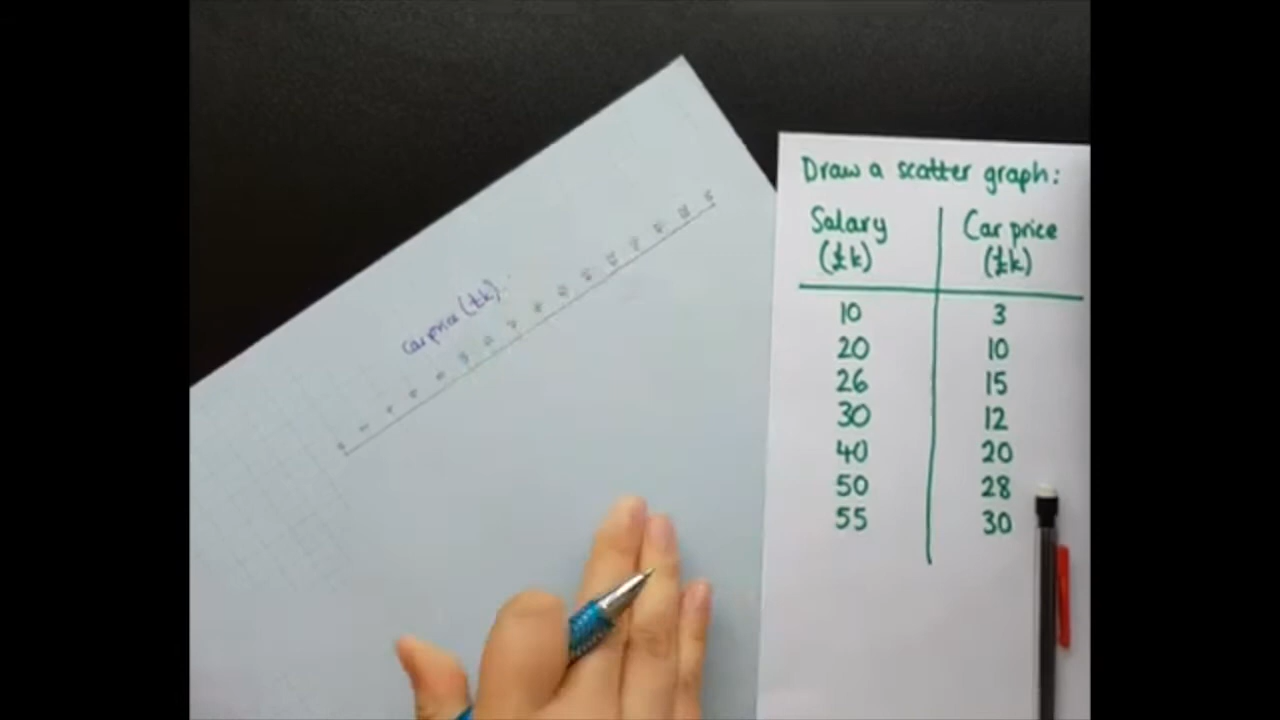 Draw a scatter graph:
Salary (£k) Car price (£k)
10 3
20 10
26 15
30 12
40 20
50 28
55 30
Car price (£k)